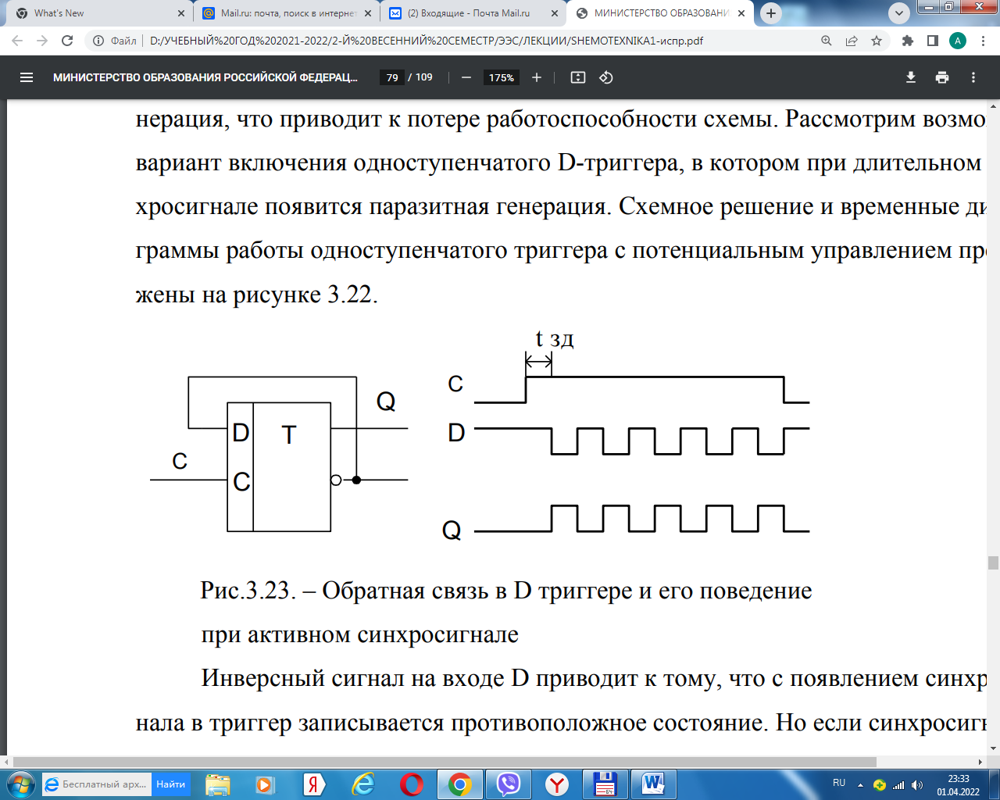 What's New
Mail.ru: почта, поиск в интернет
(2) Входящие - Почта Mail.ru
МИНИСТЕРСТВО ОБРАЗОВАНИ
Файл
D:/УЧЕБНЫЙ%20ГОД%202021-2022/2-Й%20ВЕСЕННИЙ%20СЕМЕСТР/ЭЭС/ЛЕКЦИИ/SHEMOTEXNIKA1-испр.pdf
A
МИНИСТЕРСТВО ОБРАЗОВАНИЯ РОССИЙСКОЙ ФЕДЕРАЦ...
79 / 109
175%
нерация, что приводит к потере работоспособности схемы. Рассмотрим возмо
вариант включения одноступенчатого D-триггера, в котором при длительном
хросигнале появится паразитная генерация. Схемное решение и временные ди
граммы работы одноступенчатого триггера с потенциальным управлением пре
жены на рисунке 3.22.
t зд
C
Q
D T
D
C
C
Q
Рис.3.23. – Обратная связь в D триггере и его поведение
при активном синхросигнале
Инверсный сигнал на входе D приводит к тому, что с появлением синхр
нала в триггер записывается противоположное состояние. Но если синхросигн
Бесплатный арх...
Найти
64
RU
23:33
01.04.2022